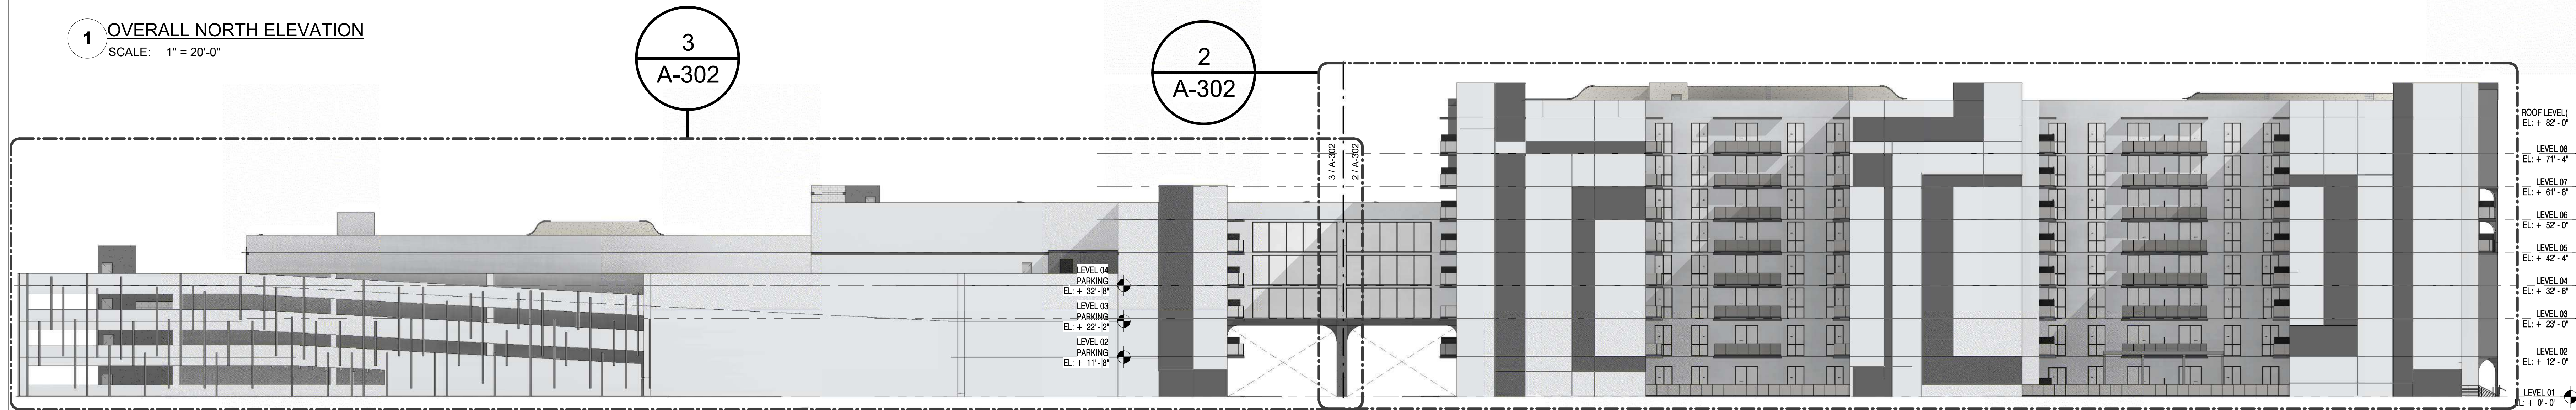 1 OVERALL NORTH ELEVATION
SCALE: 1" = 20'-0"
3
A-302
2
A-302
3 / A-302
2 / A-302
LEVEL 04
PARKING
EL: + 32' - 8"
LEVEL 03
PARKING
EL: + 22' - 2"
LEVEL 02
PARKING
EL: + 11' - 8"
ROOF LEVEL(
EL: + 82' - 0"
LEVEL 08
EL: + 71' - 4"
LEVEL 07
EL: + 61' - 8"
LEVEL 06
EL: + 52' - 0"
LEVEL 05
EL: + 42' - 4"
LEVEL 04
EL: + 32' - 8"
LEVEL 03
EL: + 23' - 0"
LEVEL 02
EL: + 12' - 0"
LEVEL 01
EL: + 0' - 0"